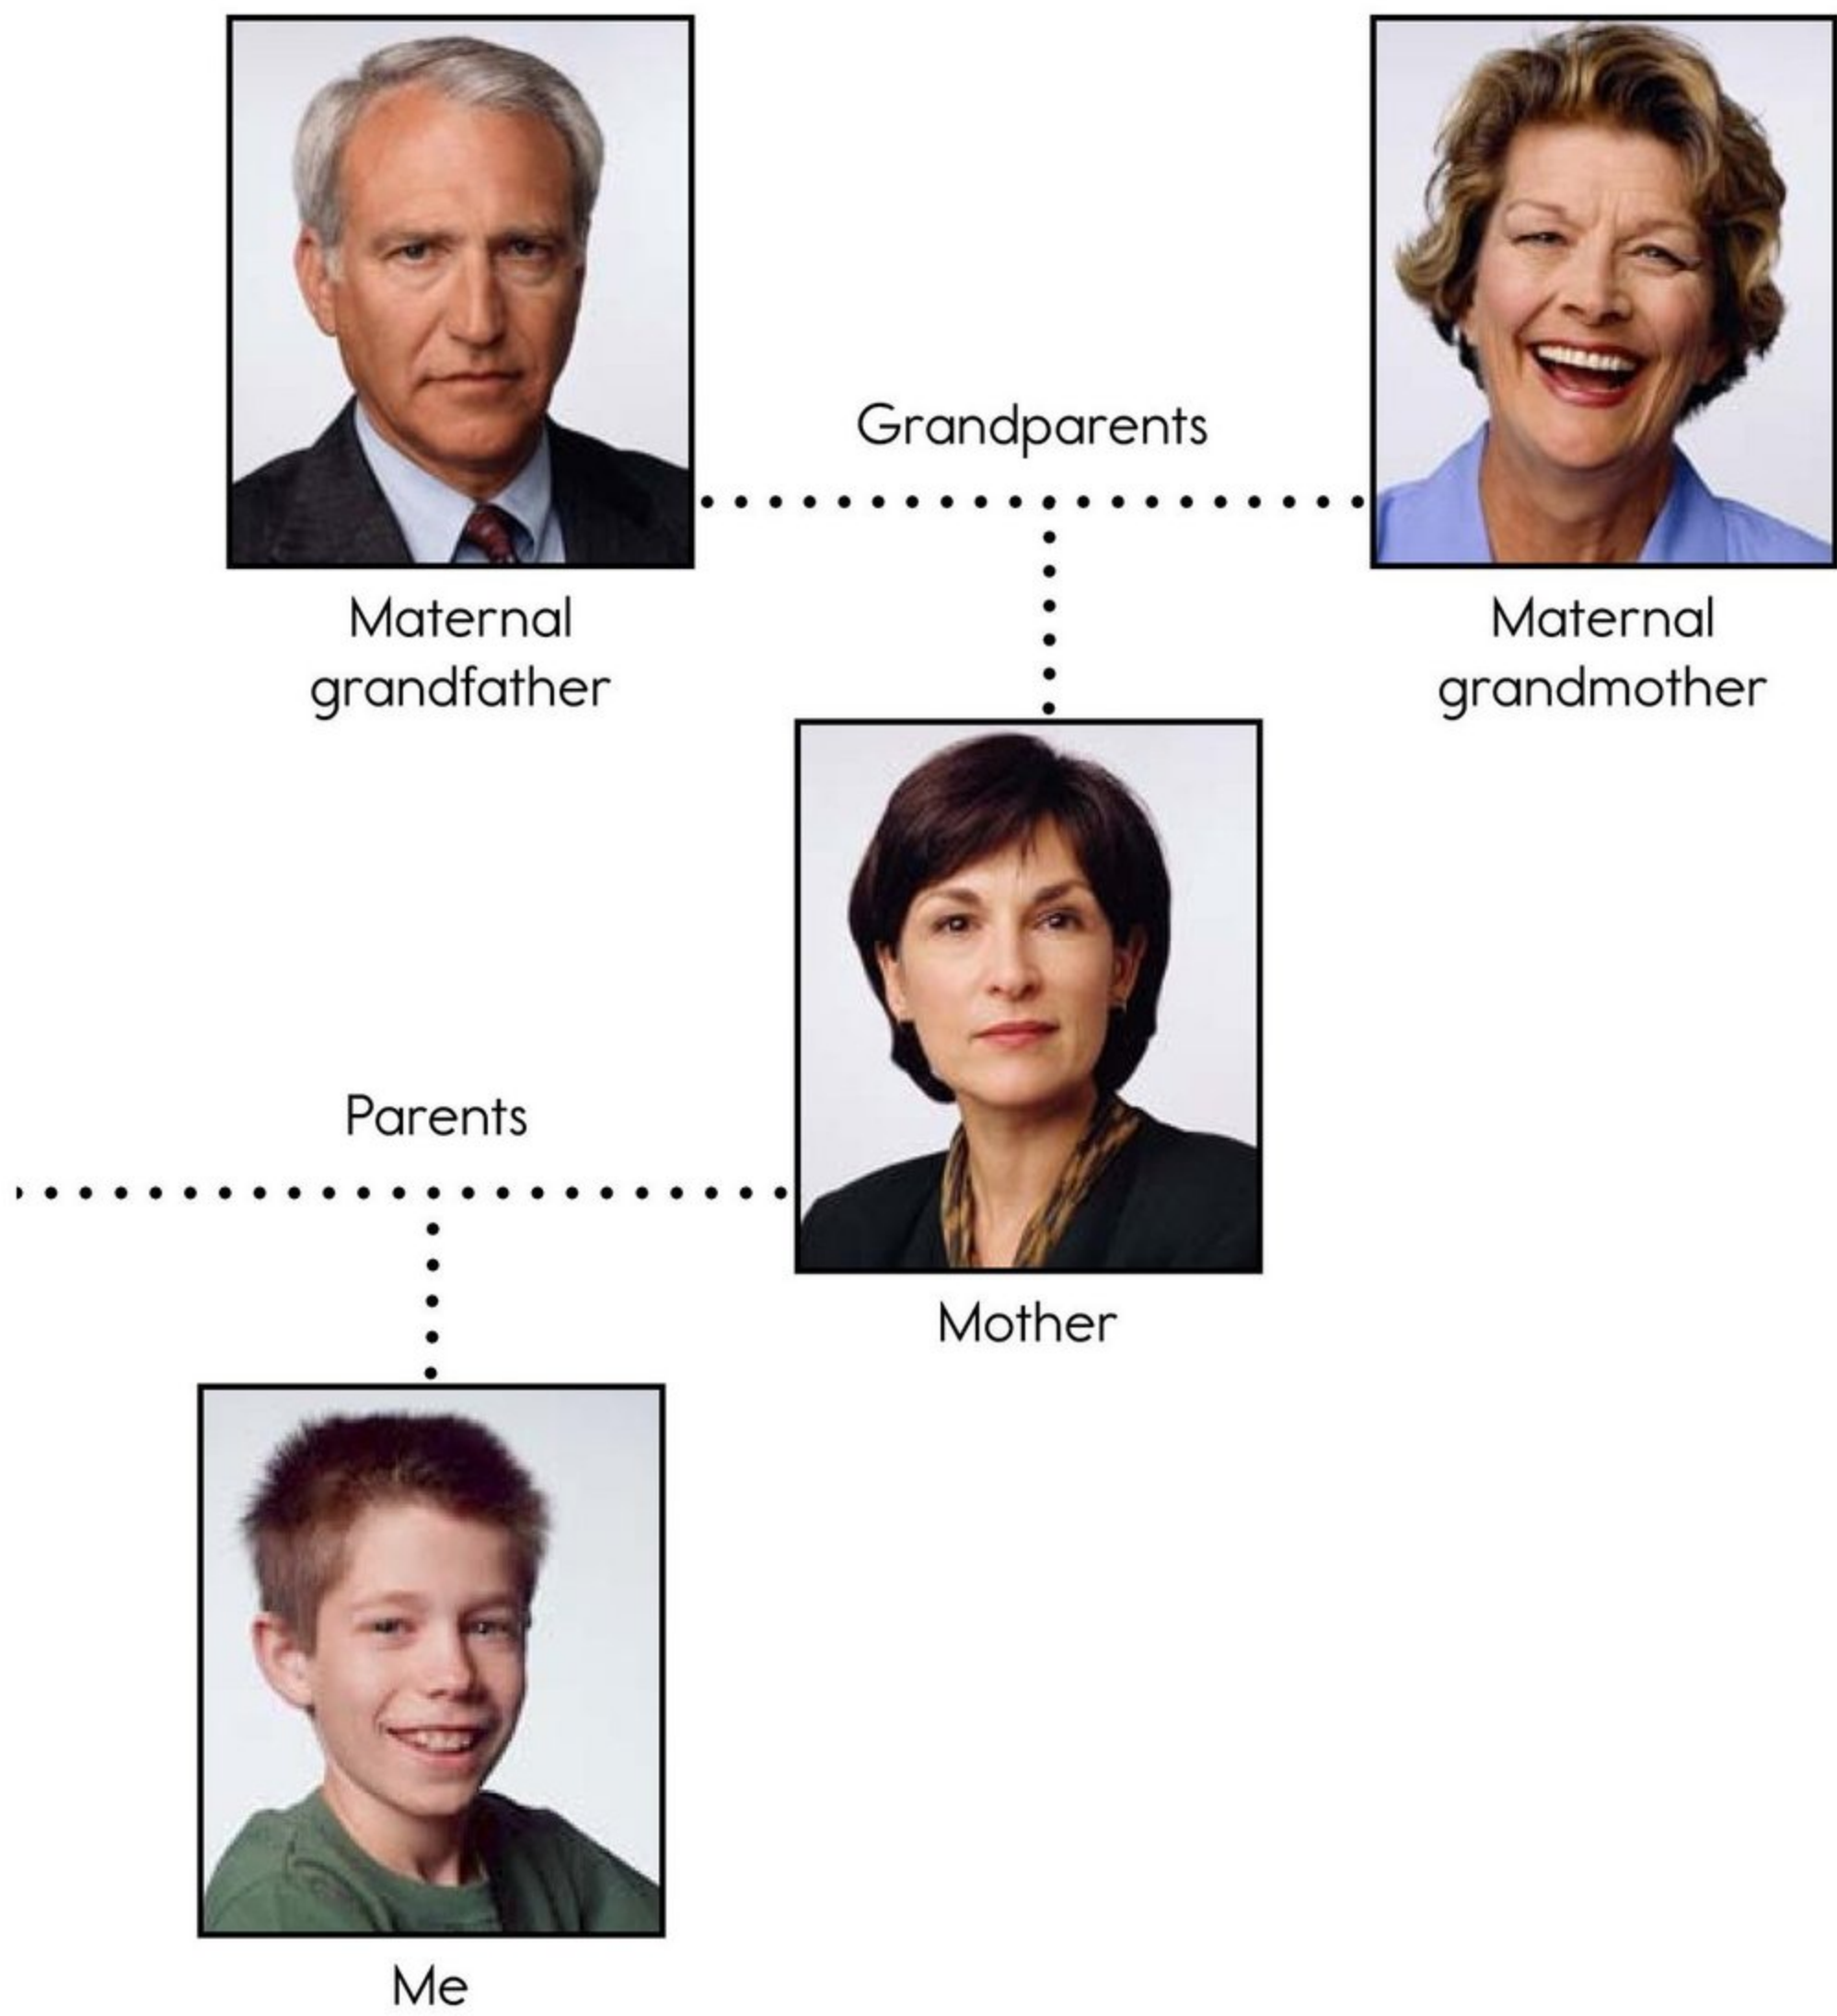 Grandparents
Maternal
grandfather
Maternal
grandmother
Parents
Mother
Me